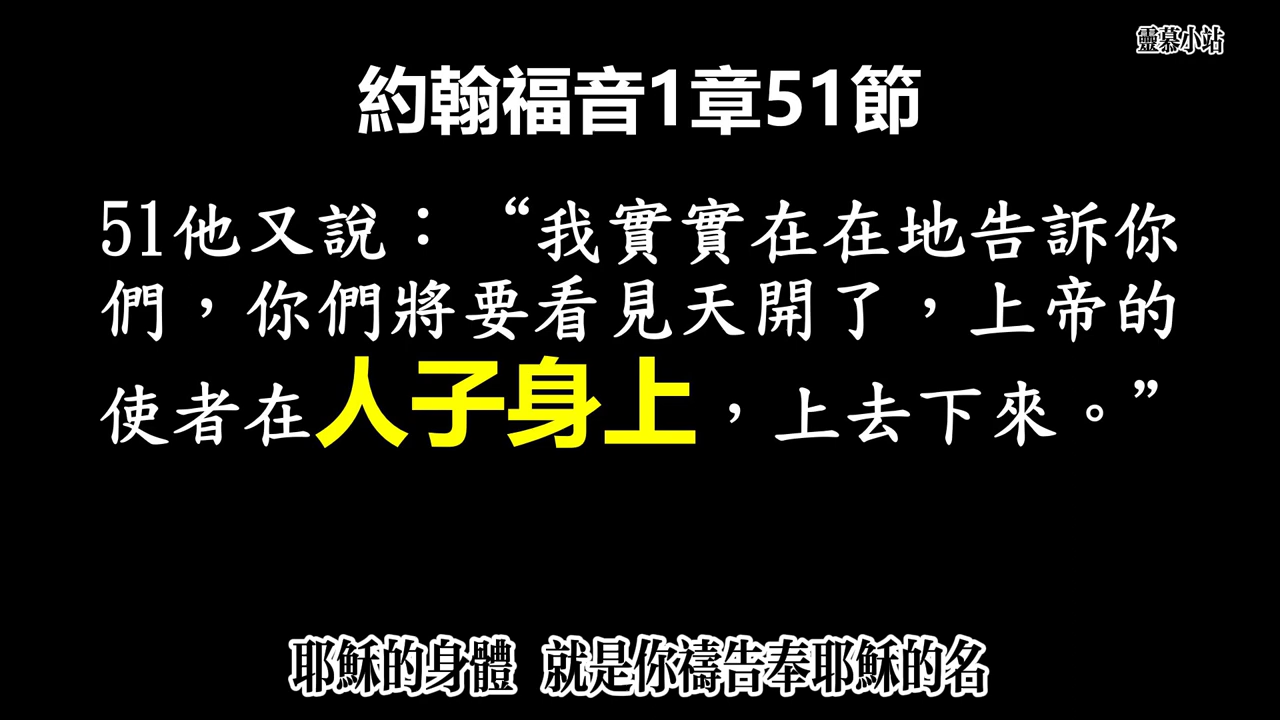 靈慕小站
約翰福音1章51節
51他又說：“我實實在在地告訴你
們，你們將要看見天開了，上帝的
使者在人子身上，上去下來。”
耶穌的身體 就是你禱告奉耶穌的名